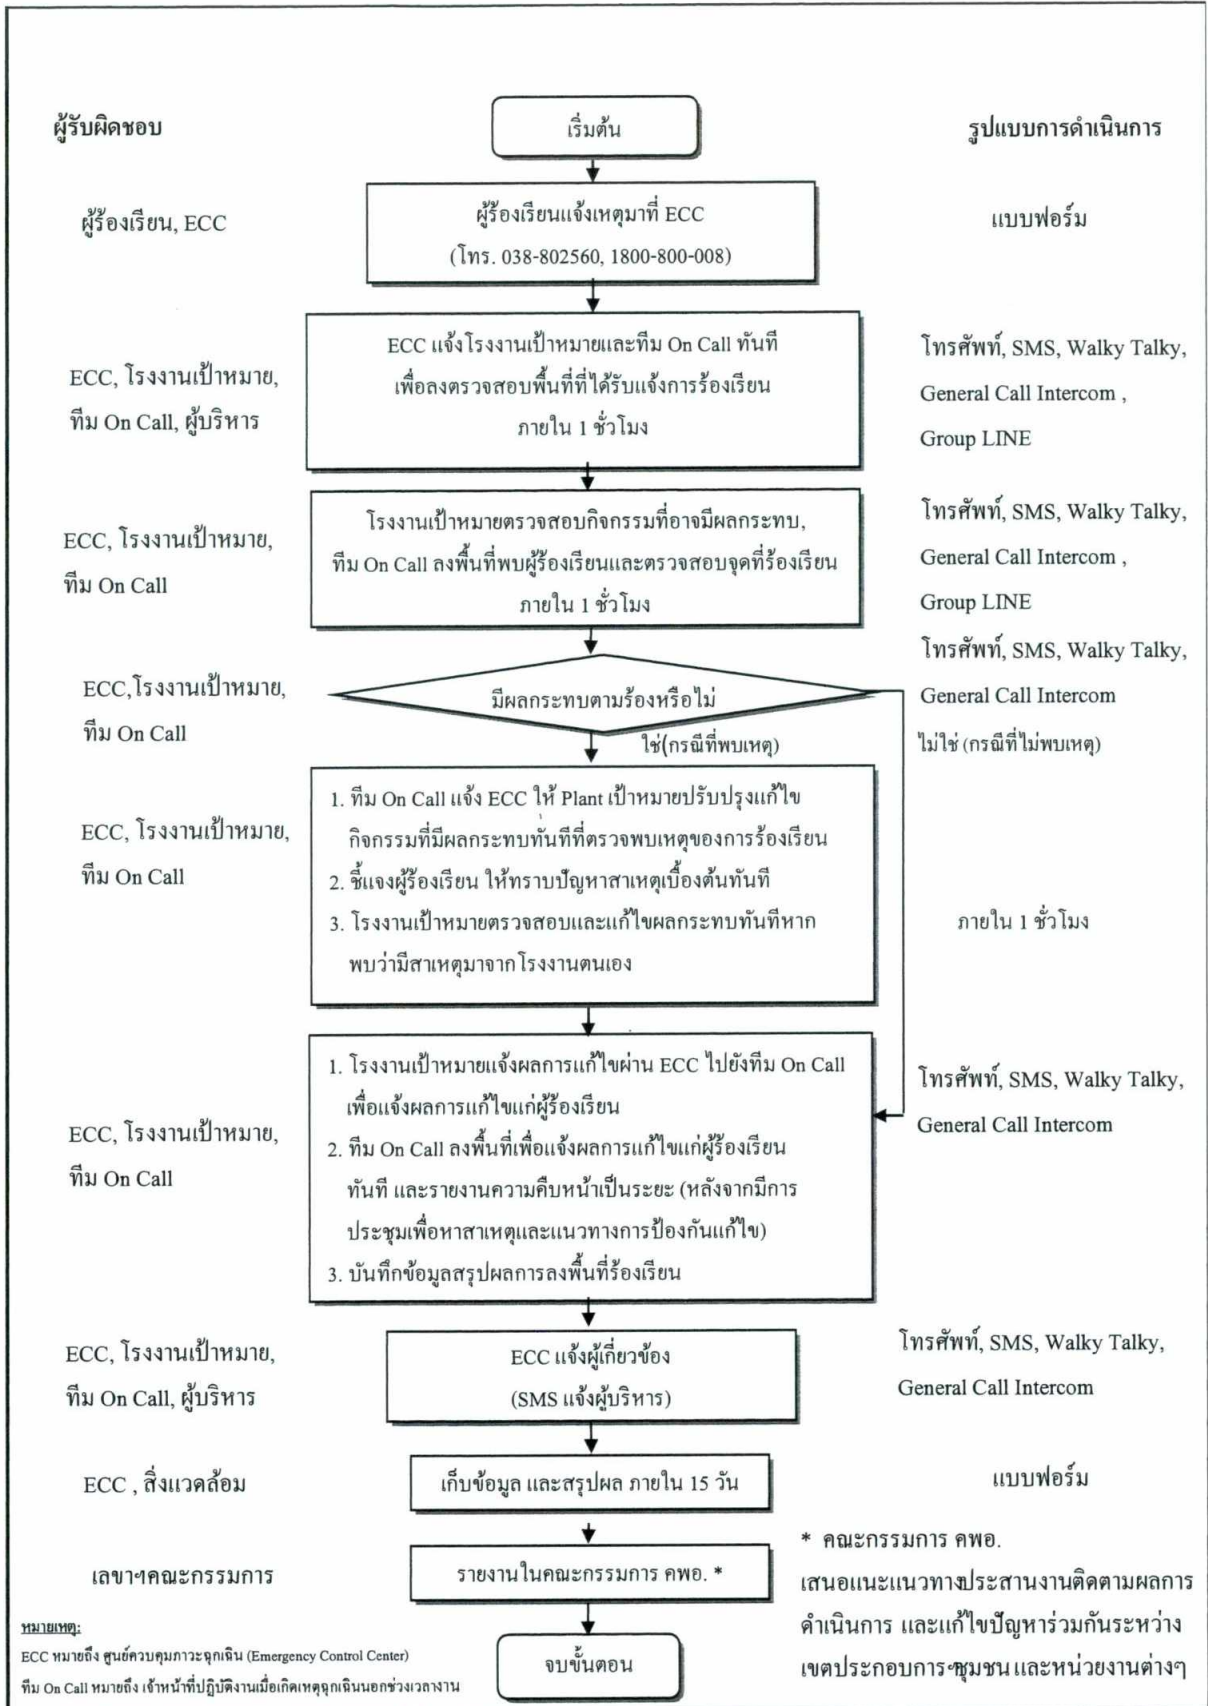 ผู้รับผิดชอบ
เริ่มต้น
รูปแบบการดำเนินการ
ผู้ร้องเรียน, ECC
ผู้ร้องเรียนแจ้งเหตุมาที่ ECC
(โทร. 038-802560, 1800-800-008)
แบบฟอร์ม
ECC, โรงงานเป้าหมาย,
ทีม On Call, ผู้บริหาร
ECC แจ้งโรงงานเป้าหมายและทีม On Call ทันที
เพื่อลงตรวจสอบพื้นที่ที่ได้รับแจ้งการร้องเรียน
ภายใน 1 ชั่วโมง
โทรศัพท์, SMS, Walky Talky,
General Call Intercom ,
Group LINE
ECC, โรงงานเป้าหมาย,
ทีม On Call
โรงงานเป้าหมายตรวจสอบกิจกรรมที่อาจมีผลกระทบ,
ทีม On Call ลงพื้นที่พบผู้ร้องเรียนและตรวจสอบจุดที่ร้องเรียน
ภายใน 1 ชั่วโมง
โทรศัพท์, SMS, Walky Talky,
General Call Intercom ,
Group LINE
ECC,โรงงานเป้าหมาย,
ทีม On Call
มีผลกระทบตามร้องหรือไม่
โทรศัพท์, SMS, Walky Talky,
General Call Intercom
ใช่(กรณีที่พบเหตุ)
ไม่ใช่ (กรณีที่ไม่พบเหตุ)
ECC, โรงงานเป้าหมาย,
ทีม On Call
1. ทีม On Call แจ้ง ECC ให้ Plant เป้าหมายปรับปรุงแก้ไข
กิจกรรมที่มีผลกระทบทันทีที่ตรวจพบเหตุของการร้องเรียน
2. ชี้แจงผู้ร้องเรียน ให้ทราบปัญหาสาเหตุเบื้องต้นทันที
3. โรงงานเป้าหมายตรวจสอบและแก้ไขผลกระทบทันทีหาก
พบว่ามีสาเหตุมาจากโรงงานตนเอง
ภายใน 1 ชั่วโมง
ECC, โรงงานเป้าหมาย,
ทีม On Call
1. โรงงานเป้าหมายแจ้งผลการแก้ไขผ่าน ECC ไปยังทีม On Call
เพื่อแจ้งผลการแก้ไขแก่ผู้ร้องเรียน
2. ทีม On Call ลงพื้นที่เพื่อแจ้งผลการแก้ไขแก่ผู้ร้องเรียน
ทันที และรายงานความคืบหน้าเป็นระยะ (หลังจากมีการ
ประชุมเพื่อหาสาเหตุและแนวทางการป้องกันแก้ไข)
3. บันทึกข้อมูลสรุปผลการลงพื้นที่ร้องเรียน
โทรศัพท์, SMS, Walky Talky,
General Call Intercom
ECC, โรงงานเป้าหมาย,
ทีม On Call, ผู้บริหาร
ECC แจ้งผู้เกี่ยวข้อง
(SMS แจ้งผู้บริหาร)
โทรศัพท์, SMS, Walky Talky,
General Call Intercom
ECC , สิ่งแวดล้อม
เก็บข้อมูล และสรุปผล ภายใน 15 วัน
แบบฟอร์ม
เลขาฯคณะกรรมการ
รายงานในคณะกรรมการ คพอ. *
* คณะกรรมการ คพอ.
เสนอแนะแนวทางประสานงานติดตามผลการ
ดำเนินการ และแก้ไขปัญหาร่วมกันระหว่าง
เขตประกอบการฯชุมชน และหน่วยงานต่างๆ
จบขั้นตอน
หมายเหตุ:
ECC หมายถึง ศูนย์ควบคุมภาวะฉุกเฉิน (Emergency Control Center)
ทีม On Call หมายถึง เจ้าหน้าที่ปฏิบัติงานเมื่อเกิดเหตุฉุกเฉินนอกช่วงเวลางาน